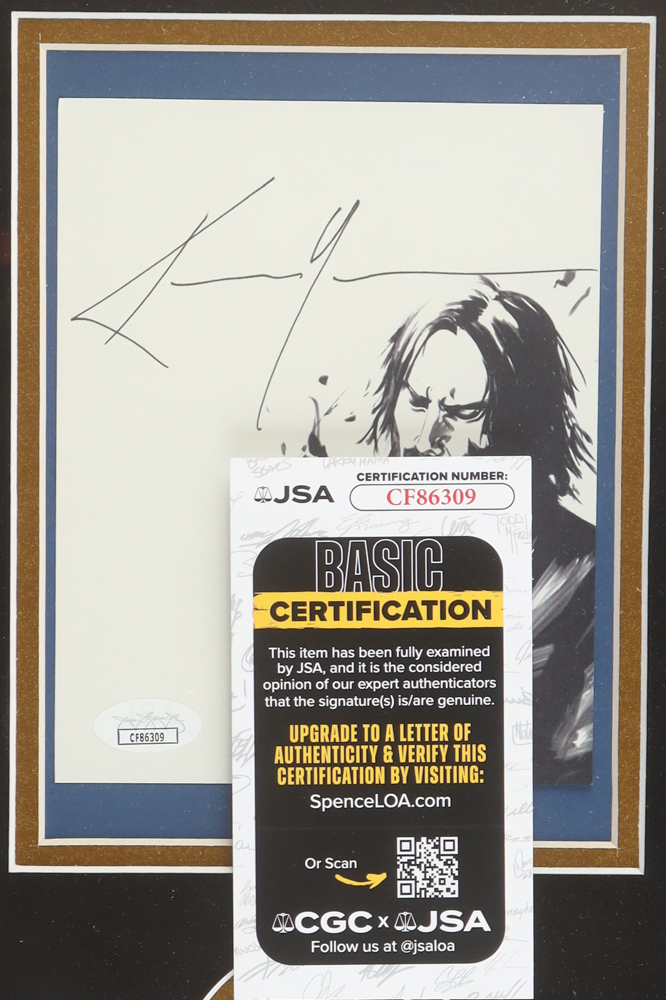 JSA
CERTIFICATION NUMBER:
CF86309
BASIC
CERTIFICATION
This item has been fully examined
by JSA, and it is the considered
opinion of our expert authenticators
that the signature(s) is/are genuine.
UPGRADE TO A LETTER OF
AUTHENTICITY & VERIFY THIS
CERTIFICATION BY VISITING:
SpenceLOA.com
Or Scan
CGC x JSA
Follow us at @jsaloa
CF86309